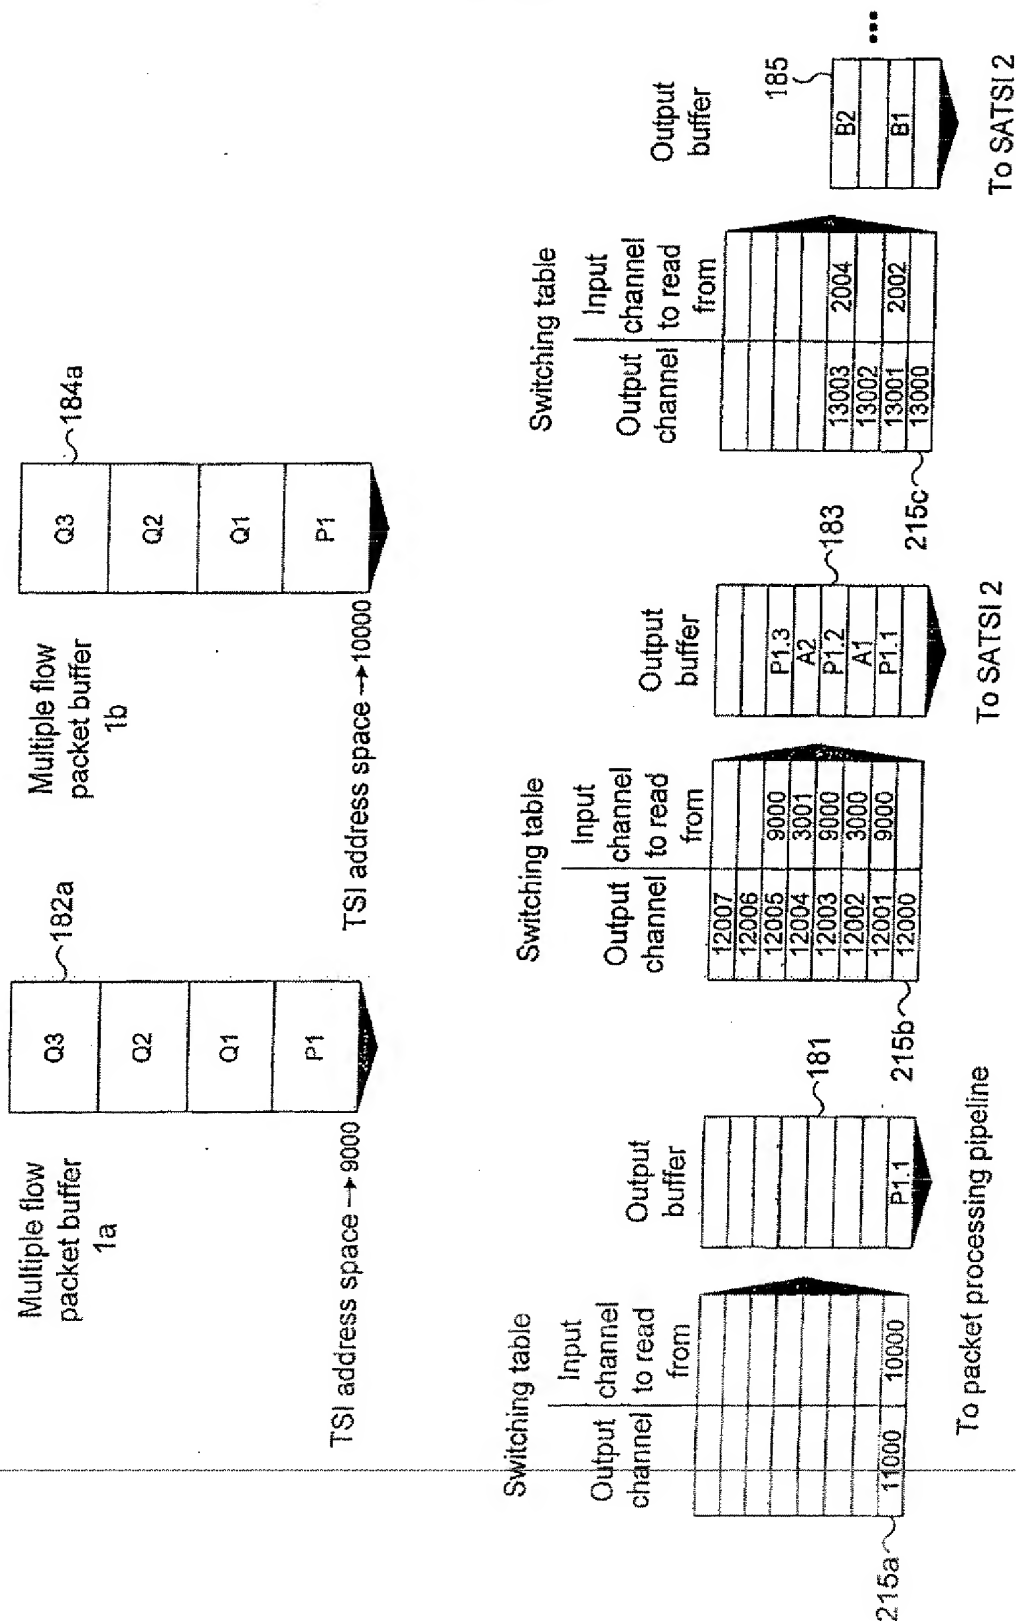 Multiple flow
packet buffer
1a
182a
Q3
Q2
Q1
P1
TSI address space → 9000
Multiple flow
packet buffer
1b
184a
Q3
Q2
Q1
P1
TSI address space → 10000
Switching table
Output channel
Input channel to read from
11000 10000
215a
Output
buffer
181
P1.1
To packet processing pipeline
Switching table
Output channel
Input channel to read from
12007
12006
12005 9000
12004 3001
12003 9000
12002 3000
12001 9000
12000
215b
Output
buffer
183
P1.3
A2
P1.2
A1
P1.1
To SATSI 2
Switching table
Output channel
Input channel to read from
13003 2004
13002
13001 2002
13000
215c
Output
buffer
185
B2
B1
...
To SATSI 2